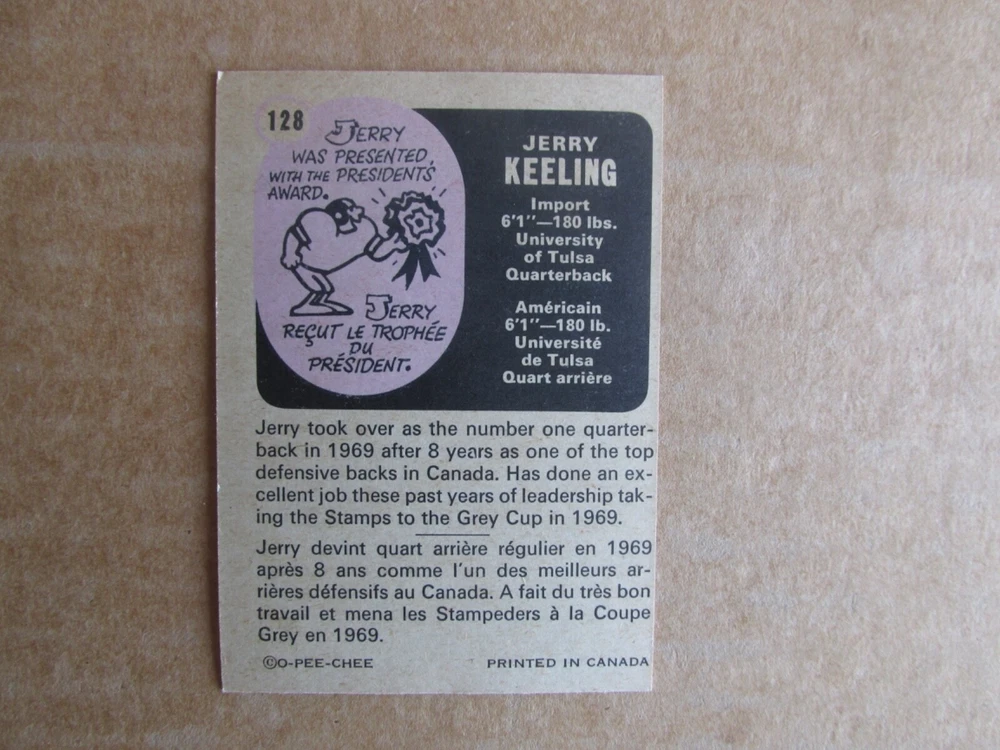 128
JERRY
WAS PRESENTED,
WITH THE PRESIDENTS
AWARD.
JERRY
REÇUT LE TROPHÉE
DU
PRÉSIDENT.
JERRY
KEELING
Import
6'1"—180 lbs.
University
of Tulsa
Quarterback
Américain
6'1"—180 lb.
Université
de Tulsa
Quart arrière
Jerry took over as the number one quarter-
back in 1969 after 8 years as one of the top
defensive backs in Canada. Has done an ex-
cellent job these past years of leadership tak-
ing the Stamps to the Grey Cup in 1969.
Jerry devint quart arrière régulier en 1969
après 8 ans comme l'un des meilleurs ar-
rières défensifs au Canada. A fait du très bon
travail et mena les Stampeders à la Coupe
Grey en 1969.
©O-PEE-CHEE
PRINTED IN CANADA